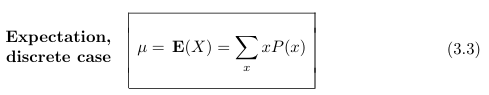 Expectation,
discrete case
μ = E(X) = ∑ xP(x)
x
(3.3)